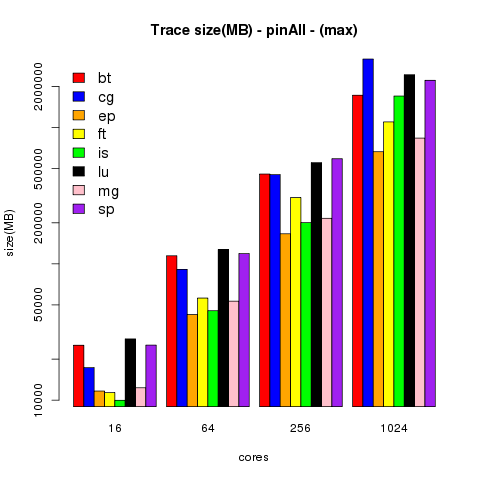 Trace size(MB) - pinAll - (max)
bt
cg
ep
ft
is
lu
mg
sp
size(MB)
2000000
500000
200000
50000
10000
16 64 256 1024
cores